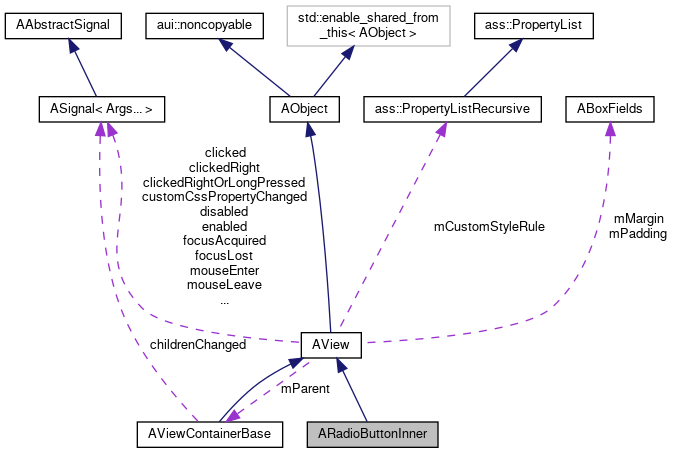 AAbstractSignal
aui::noncopyable
std::enable_shared_from
_this< AObject >
ass::PropertyList
ASignal< Args... >
AObject
ass::PropertyListRecursive
ABoxFields
clicked
clickedRight
clickedRightOrLongPressed
customCssPropertyChanged
disabled
enabled
focusAcquired
focusLost
mouseEnter
mouseLeave
...
mCustomStyleRule
mMargin
mPadding
childrenChanged
AView
mParent
AViewContainerBase
ARadioButtonInner